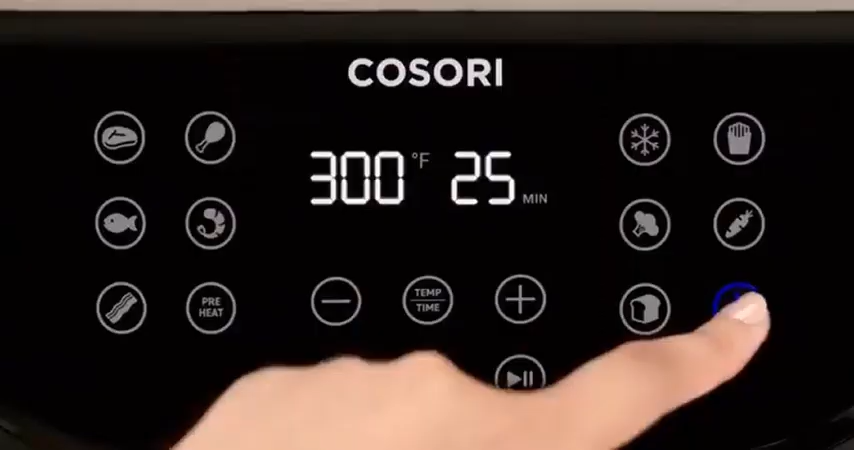 COSORI
300 °F 25 MIN
PRE
HEAT
TEMP
TIME